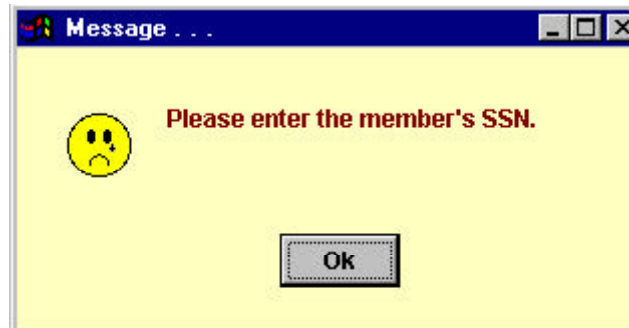 Message . . .
Please enter the member's SSN.
Ok